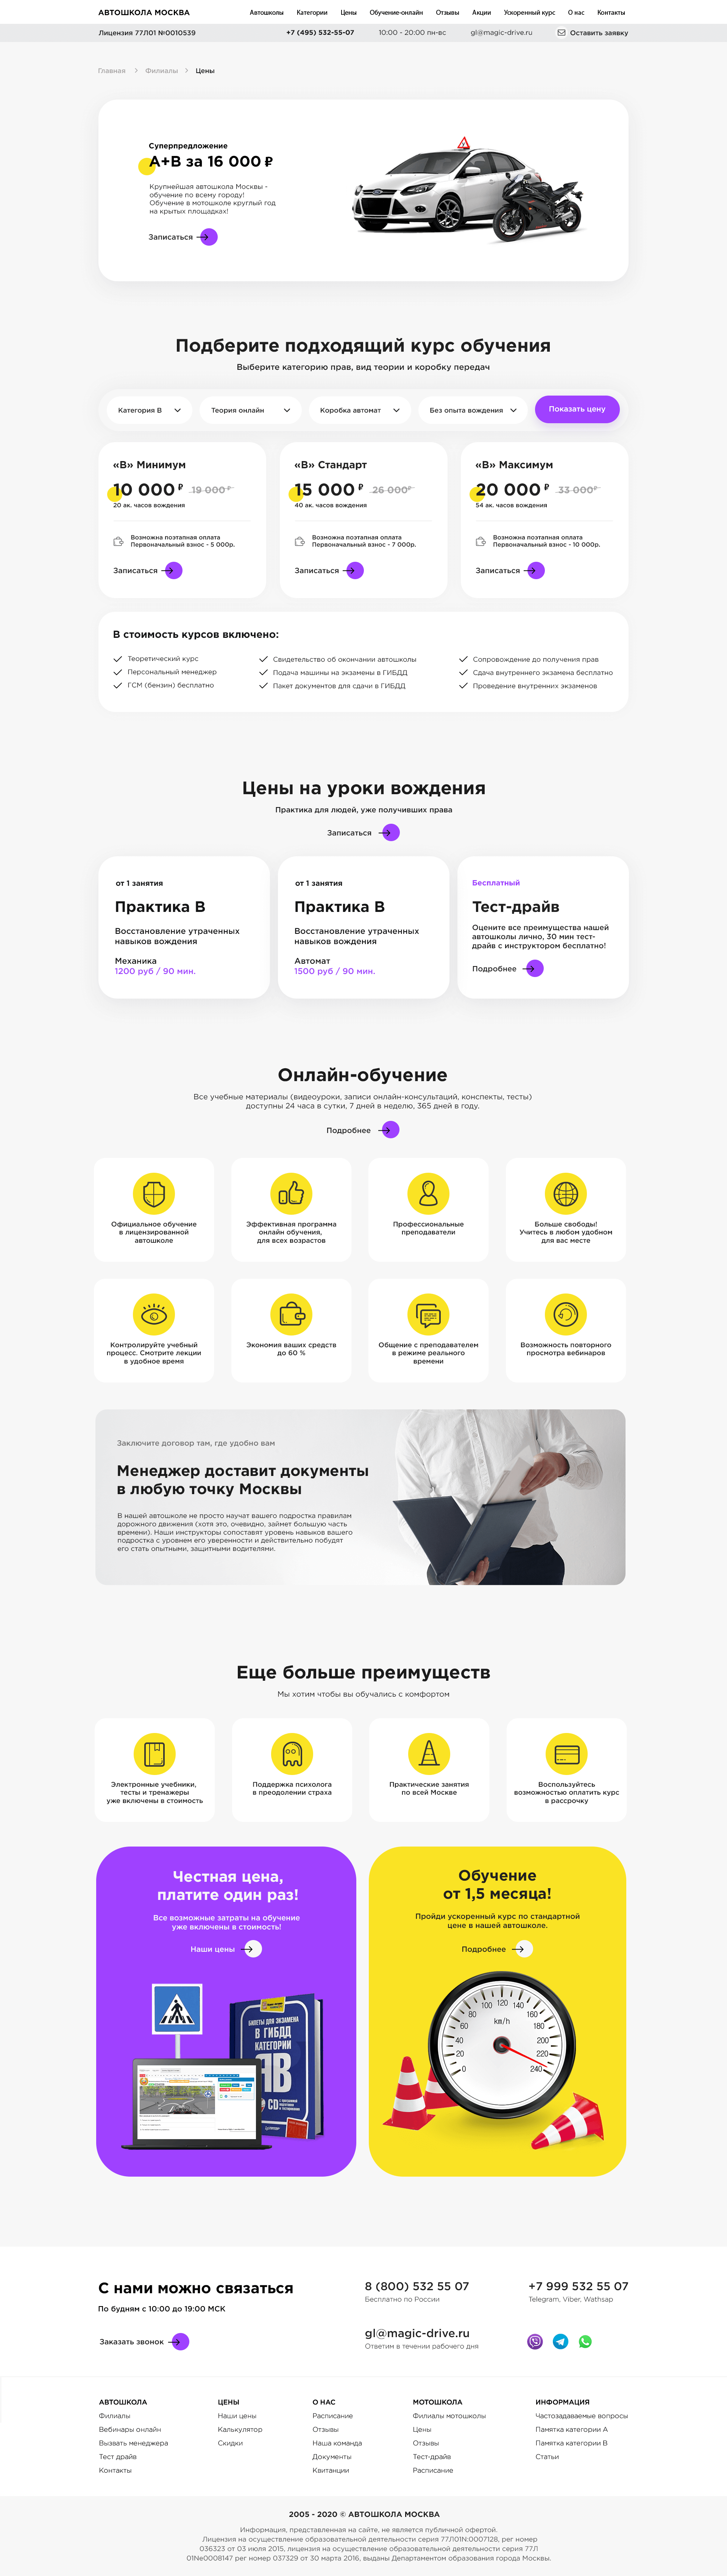 АВТОШКОЛА МОСКВА
Автошколы Категории Цены Обучение-онлайн Отзывы Акции Ускоренный курс О нас Контакты
Лицензия 77Л01 №0010539 +7 (495) 532-55-07 10:00 - 20:00 пн-вс gl@magic-drive.ru Оставить заявку
Главная > Филиалы > Цены
Суперпредложение
А+В за 16 000 ₽
Крупнейшая автошкола Москвы –
обучение по всему городу!
Обучение в мотошколе круглый год
на крытых площадках!
Записаться
Подберите подходящий курс обучения
Выберите категорию прав, вид теории и коробку передач
Категория В Теория онлайн Коробка автомат Без опыта вождения Показать цену
«В» Минимум
10 000 ₽ 19 000 ₽
20 ак. часов вождения
Возможна поэтапная оплата
Первоначальный взнос - 5 000р.
Записаться
«В» Стандарт
15 000 ₽ 26 000₽
40 ак. часов вождения
Возможна поэтапная оплата
Первоначальный взнос - 7 000р.
Записаться
«В» Максимум
20 000 ₽ 33 000₽
54 ак. часов вождения
Возможна поэтапная оплата
Первоначальный взнос - 10 000р.
Записаться
В стоимость курсов включено:
Теоретический курс
Персональный менеджер
ГСМ (бензин) бесплатно
Свидетельство об окончании автошколы
Подача машины на экзамены в ГИБДД
Пакет документов для сдачи в ГИБДД
Сопровождение до получения прав
Сдача внутреннего экзамена бесплатно
Проведение внутренних экзаменов
Цены на уроки вождения
Практика для людей, уже получивших права
Записаться
от 1 занятия
Практика В
Восстановление утраченных
навыков вождения
Механика
1200 руб / 90 мин.
от 1 занятия
Практика В
Восстановление утраченных
навыков вождения
Автомат
1500 руб / 90 мин.
Бесплатный
Тест-драйв
Оцените все преимущества нашей
автошколы лично, 30 мин тест-
драйв с инструктором бесплатно!
Подробнее
Онлайн-обучение
Все учебные материалы (видеоуроки, записи онлайн-консультаций, конспекты, тесты)
доступны 24 часа в сутки, 7 дней в неделю, 365 дней в году.
Подробнее
Официальное обучение
в лицензированной
автошколе
Эффективная программа
онлайн обучения,
для всех возрастов
Профессиональные
преподаватели
Больше свободы!
Учитесь в любом удобном
для вас месте
Контролируйте учебный
процесс. Смотрите лекции
в удобное время
Экономия ваших средств
до 60 %
Общение с преподавателем
в режиме реального
времени
Возможность повторного
просмотра вебинаров
Заключите договор там, где удобно вам
Менеджер доставит документы
в любую точку Москвы
В нашей автошколе не просто научат вашего подростка правилам
дорожного движения (хотя это, очевидно, займет большую часть
времени). Наши инструкторы сопоставят уровень навыков вашего
подростка с уровнем его уверенности и действительно побудят
его стать опытными, защитными водителями.
Еще больше преимуществ
Мы хотим чтобы вы обучались с комфортом
Электронные учебники,
тесты и тренажеры
уже включены в стоимость
Поддержка психолога
в преодолении страха
Практические занятия
по всей Москве
Воспользуйтесь
возможностью оплатить курс
в рассрочку
Честная цена,
платите один раз!
Все возможные затраты на обучение
уже включены в стоимость!
Наши цены
БИЛЕТЫ ДЛЯ ЭКЗАМЕНА
В ГИБДД
КАТЕГОРИИ
АВ
CD
Обучение
от 1,5 месяца!
Пройди ускоренный курс по стандартной
цене в нашей автошколе.
Подробнее
km/h
0 20 40 60 80 100 120 140 160 180 200 220 240
С нами можно связаться
По будням с 10:00 до 19:00 МСК
Заказать звонок
8 (800) 532 55 07
Бесплатно по России
+7 999 532 55 07
Telegram, Viber, Wathsap
gl@magic-drive.ru
Ответим в течении рабочего дня
АВТОШКОЛА
Филиалы
Вебинары онлайн
Вызвать менеджера
Тест драйв
Контакты
ЦЕНЫ
Наши цены
Калькулятор
Скидки
О НАС
Расписание
Отзывы
Наша команда
Документы
Квитанции
МОТОШКОЛА
Филиалы мотошколы
Цены
Отзывы
Тест-драйв
Расписание
ИНФОРМАЦИЯ
Частозадаваемые вопросы
Памятка категории А
Памятка категории В
Статьи
2005 - 2020 © АВТОШКОЛА МОСКВА
Информация, представленная на сайте, не является публичной офертой.
Лицензия на осуществление образовательной деятельности серия 77Л01N:0007128, рег номер
036323 от 03 июля 2015, лицензия на осуществление образовательной деятельности серия 77Л
01Ne0008147 рег номер 037329 от 30 марта 2016, выданы Департаментом образования города Москвы.